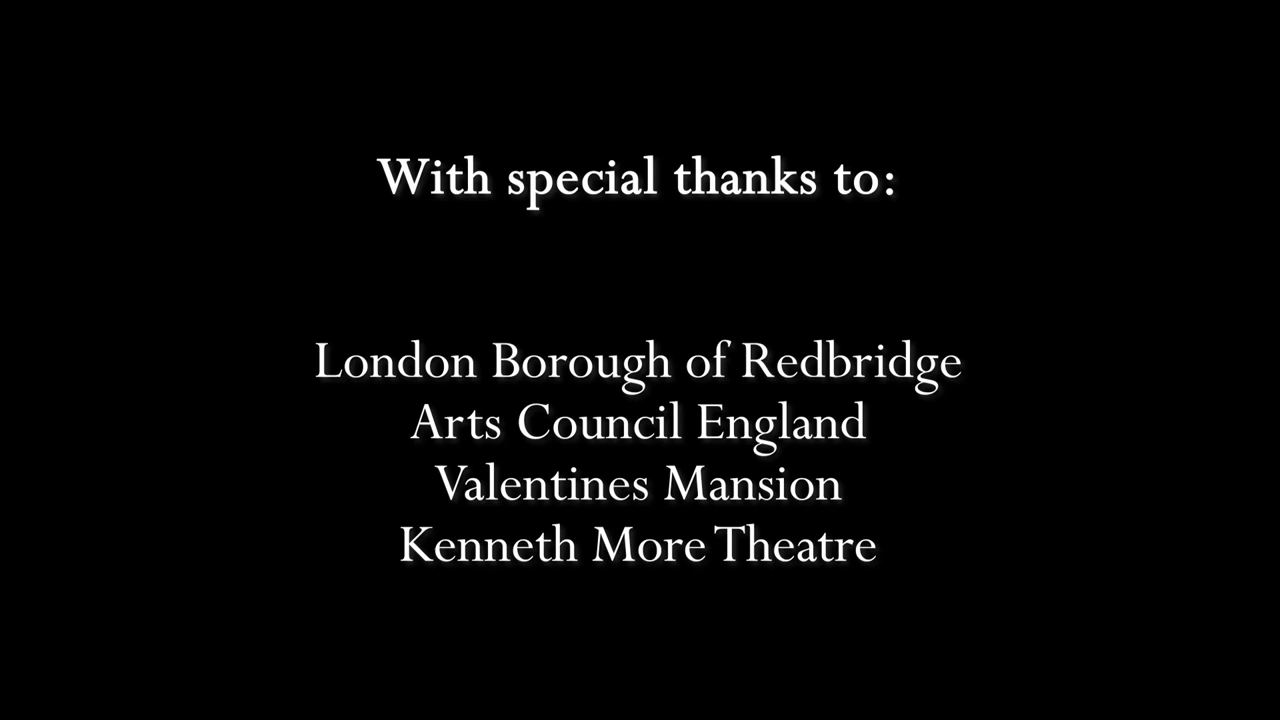 With special thanks to:
London Borough of Redbridge
Arts Council England
Valentines Mansion
Kenneth More Theatre